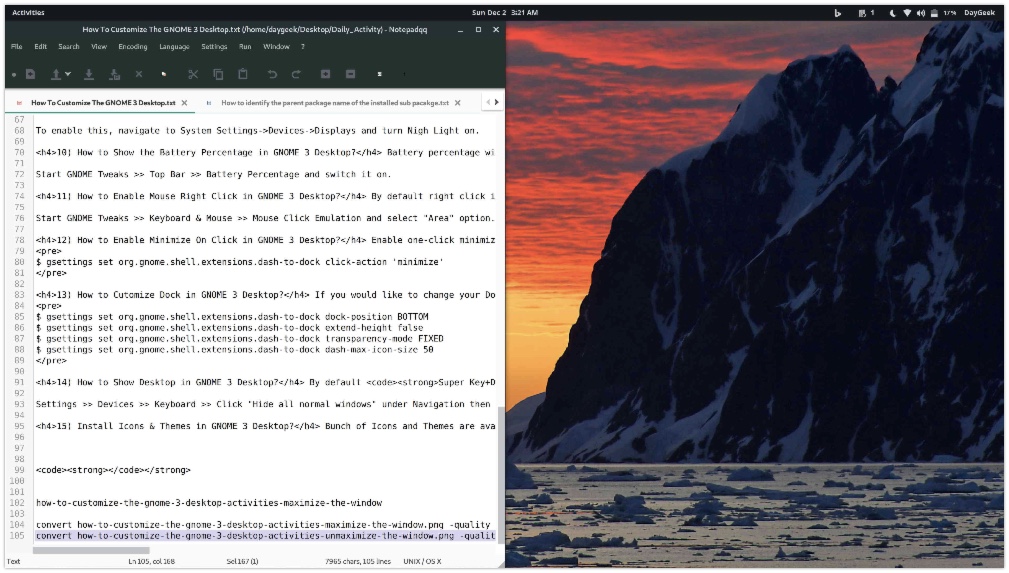 Activities
Sun Dec 2 3:21 AM
1
17%
DayGeek
How To Customize The GNOME 3 Desktop.txt (/home/daygeek/Desktop/Daily_Activity) - Notepadqq
File Edit Search View Encoding Language Settings Run Window ?
How To Customize The GNOME 3 Desktop.txt
How to identify the parent package name of the installed sub pacakge.txt
67
68 To enable this, navigate to System Settings->Devices->Displays and turn Nigh Light on.
69
70 <h4>10) How to Show the Battery Percentage in GNOME 3 Desktop?</h4> Battery percentage wi
71
72 Start GNOME Tweaks >> Top Bar >> Battery Percentage and switch it on.
73
74 <h4>11) How to Enable Mouse Right Click in GNOME 3 Desktop?</h4> By default right click i
75
76 Start GNOME Tweaks >> Keyboard & Mouse >> Mouse Click Emulation and select "Area" option.
77
78 <h4>12) How to Enable Minimize On Click in GNOME 3 Desktop?</h4> Enable one-click minimiz
79 <pre>
80 $ gsettings set org.gnome.shell.extensions.dash-to-dock click-action 'minimize'
81 </pre>
82
83 <h4>13) How to Cutomize Dock in GNOME 3 Desktop?</h4> If you would like to change your Do
84 <pre>
85 $ gsettings set org.gnome.shell.extensions.dash-to-dock dock-position BOTTOM
86 $ gsettings set org.gnome.shell.extensions.dash-to-dock extend-height false
87 $ gsettings set org.gnome.shell.extensions.dash-to-dock transparency-mode FIXED
88 $ gsettings set org.gnome.shell.extensions.dash-to-dock dash-max-icon-size 50
89 </pre>
90
91 <h4>14) How to Show Desktop in GNOME 3 Desktop?</h4> By default <code><strong>Super Key+D
92
93 Settings >> Devices >> Keyboard >> Click 'Hide all normal windows' under Navigation then
94
95 <h4>15) Install Icons & Themes in GNOME 3 Desktop?</h4> Bunch of Icons and Themes are ava
96
97
98
99 <code><strong></code></strong>
100
101
102 how-to-customize-the-gnome-3-desktop-activities-maximize-the-window
103
104 convert how-to-customize-the-gnome-3-desktop-activities-maximize-the-window.png -quality
105 convert how-to-customize-the-gnome-3-desktop-activities-unmaximize-the-window.png -qualit
Text
Ln 105, col 168
Sel 167 (1)
7965 chars, 105 lines
UNIX / OS X